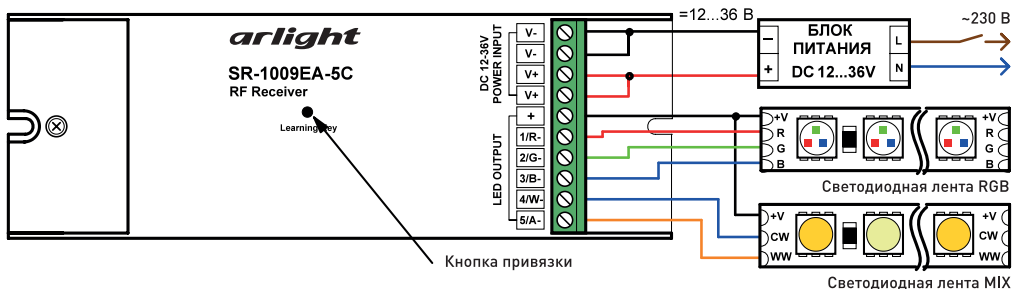 arlight
SR-1009EA-5C
RF Receiver
Learning Key
DC 12-36V
POWER INPUT
LED OUTPUT
V-
V-
V+
V+
+
1/R-
2/G-
3/B-
4/W-
5/A-
=12...36 В
– БЛОК L
ПИТАНИЯ
+ DC 12...36V N
~230 В
+V
R
G
B
Светодиодная лента RGB
+V +V
CW CW
WW WW
Светодиодная лента MIX
Кнопка привязки